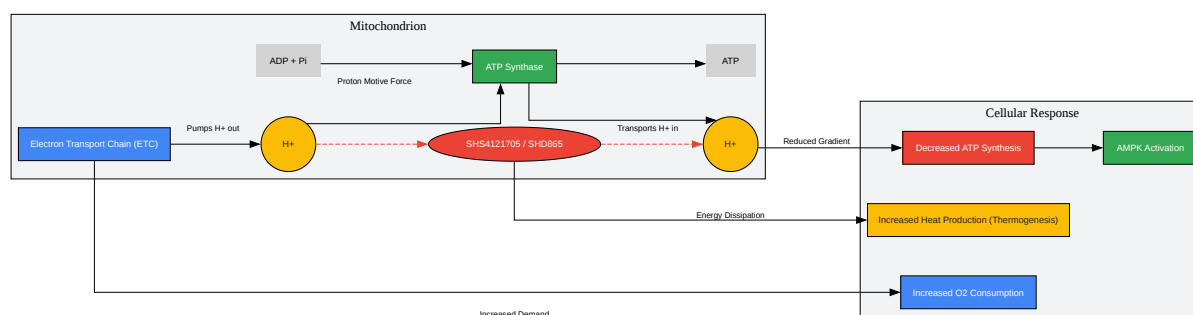 Mitochondrion
ADP + Pi
ATP Synthase
ATP
Proton Motive Force
Cellular Response
Electron Transport Chain (ETC)
Pumps H+ out
H+
SHS4121705 / SHD865
Transports H+ in
H+
Reduced Gradient
Decreased ATP Synthesis
AMPK Activation
Energy Dissipation
Increased Heat Production (Thermogenesis)
Increased O2 Consumption
Increased Demand